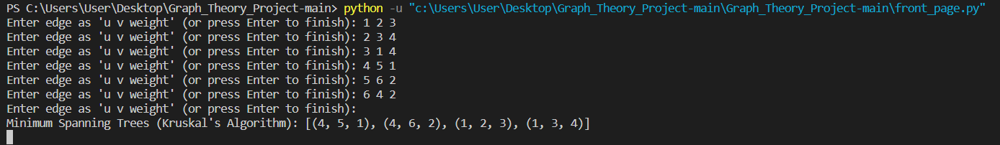 PS C:\Users\User\Desktop\Graph_Theory_Project-main> python -u "c:\Users\User\Desktop\Graph_Theory_Project-main\Graph_Theory_Project-main\front_page.py"
Enter edge as 'u v weight' (or press Enter to finish): 1 2 3
Enter edge as 'u v weight' (or press Enter to finish): 2 3 4
Enter edge as 'u v weight' (or press Enter to finish): 3 1 4
Enter edge as 'u v weight' (or press Enter to finish): 4 5 1
Enter edge as 'u v weight' (or press Enter to finish): 5 6 2
Enter edge as 'u v weight' (or press Enter to finish): 6 4 2
Enter edge as 'u v weight' (or press Enter to finish):
Minimum Spanning Trees (Kruskal's Algorithm): [(4, 5, 1), (4, 6, 2), (1, 2, 3), (1, 3, 4)]